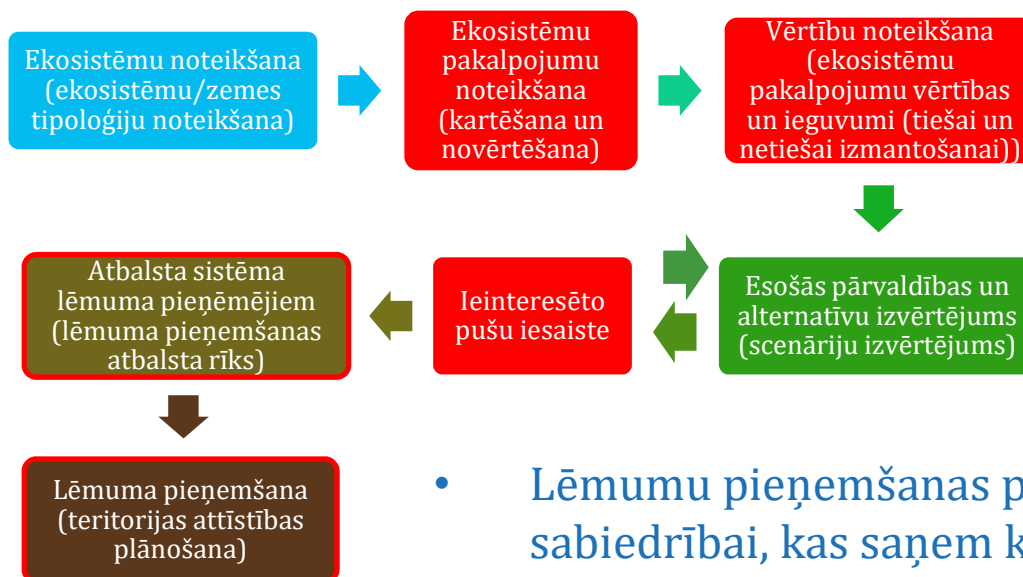 Ekosistēmu noteikšana
(ekosistēmu/zemes
tipoloģiju noteikšana)
Ekosistēmu
pakalpojumu
noteikšana
(kartēšana un
novērtēšana)
Vērtību noteikšana
(ekosistēmu
pakalpojumu vērtības
un ieguvumi (tiešai un
netiešai izmantošanai))
Esošās pārvaldības un
alternatīvu izvērtējums
(scenāriju izvērtējums)
Ieinteresēto
pušu iesaiste
Atbalsta sistēma
lēmuma pieņēmējiem
(lēmuma pieņemšanas
atbalsta rīks)
Lēmuma pieņemšana
(teritorijas attīstības
plānošana)
• Lēmumu pieņemšanas p
sabiedrībai, kas saņem k